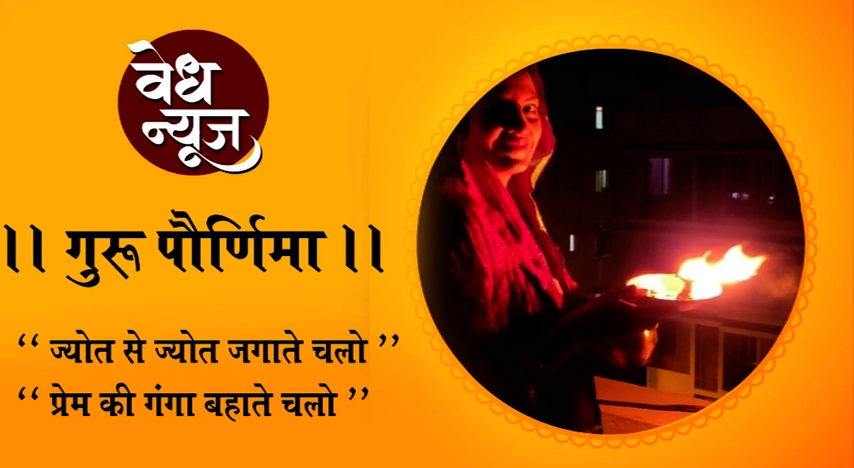 वेध
न्यूज
।। गुरू पौर्णिमा ।।
“ ज्योत से ज्योत जगाते चलो ”
“ प्रेम की गंगा बहाते चलो ”